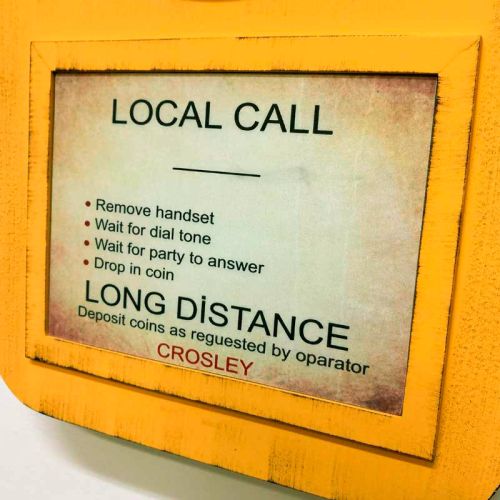 LOCAL CALL
• Remove handset
• Wait for dial tone
• Wait for party to answer
• Drop in coin
LONG DİSTANCE
Deposit coins as reguested by oparator
CROSLEY